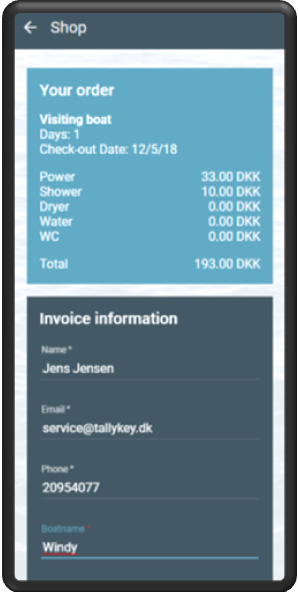 Shop
Your order
Visiting boat
Days: 1
Check-out Date: 12/5/18
Power 33.00 DKK
Shower 10.00 DKK
Dryer 0.00 DKK
Water 0.00 DKK
WC 0.00 DKK
Total 193.00 DKK
Invoice information
Name *
Jens Jensen
Email *
service@tallykey.dk
Phone *
20954077
Boatname *
Windy